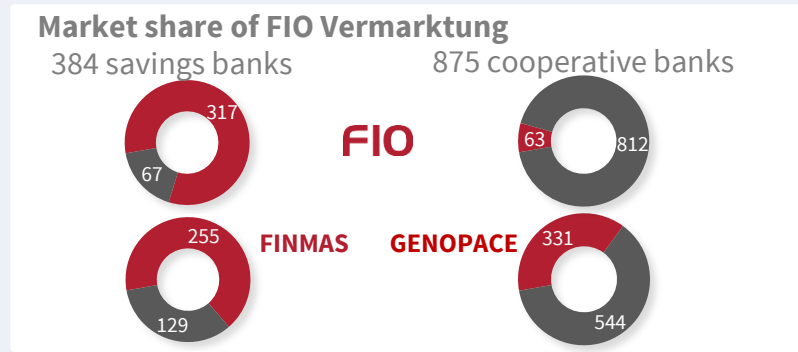 Market share of FIO Vermarktung
384 savings banks
875 cooperative banks
317
67
FIO
63
812
255
129
FINMAS
GENOPACE
331
544